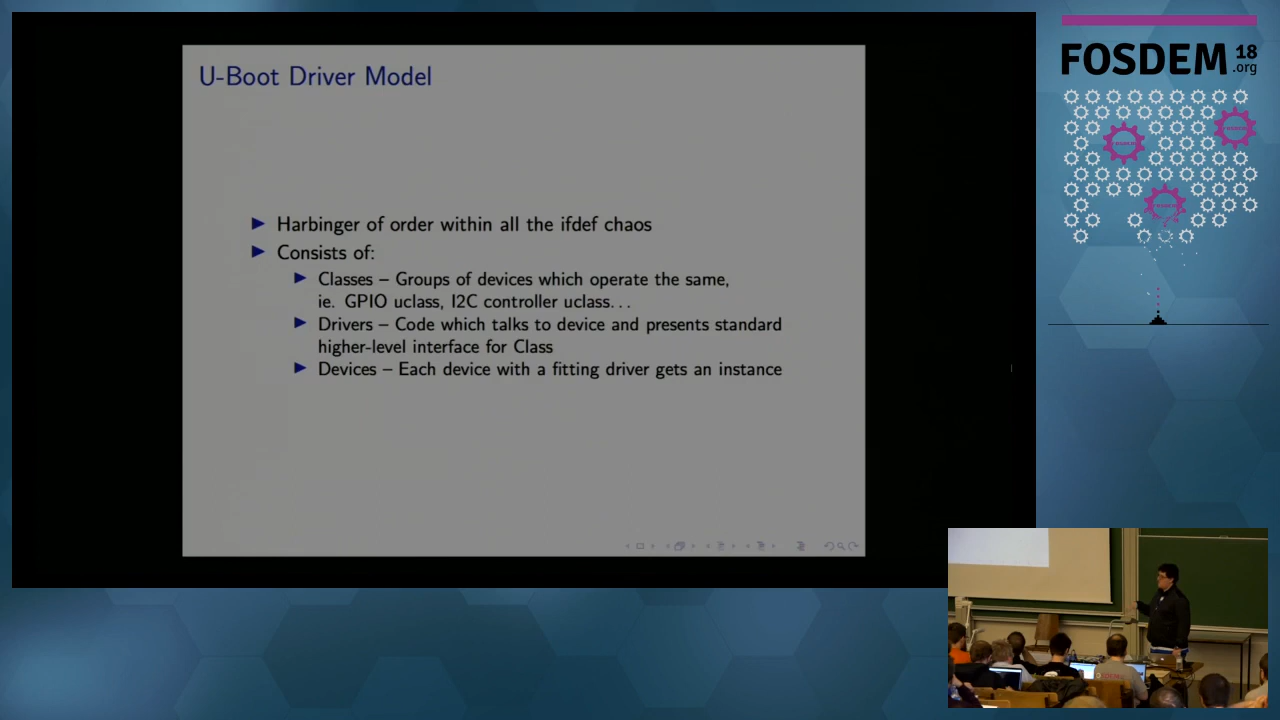 U-Boot Driver Model
Harbinger of order within all the ifdef chaos
Consists of:
Classes – Groups of devices which operate the same,
ie. GPIO uclass, I2C controller uclass...
Drivers – Code which talks to device and presents standard
higher-level interface for Class
Devices – Each device with a fitting driver gets an instance
FOSDEM 18
.org